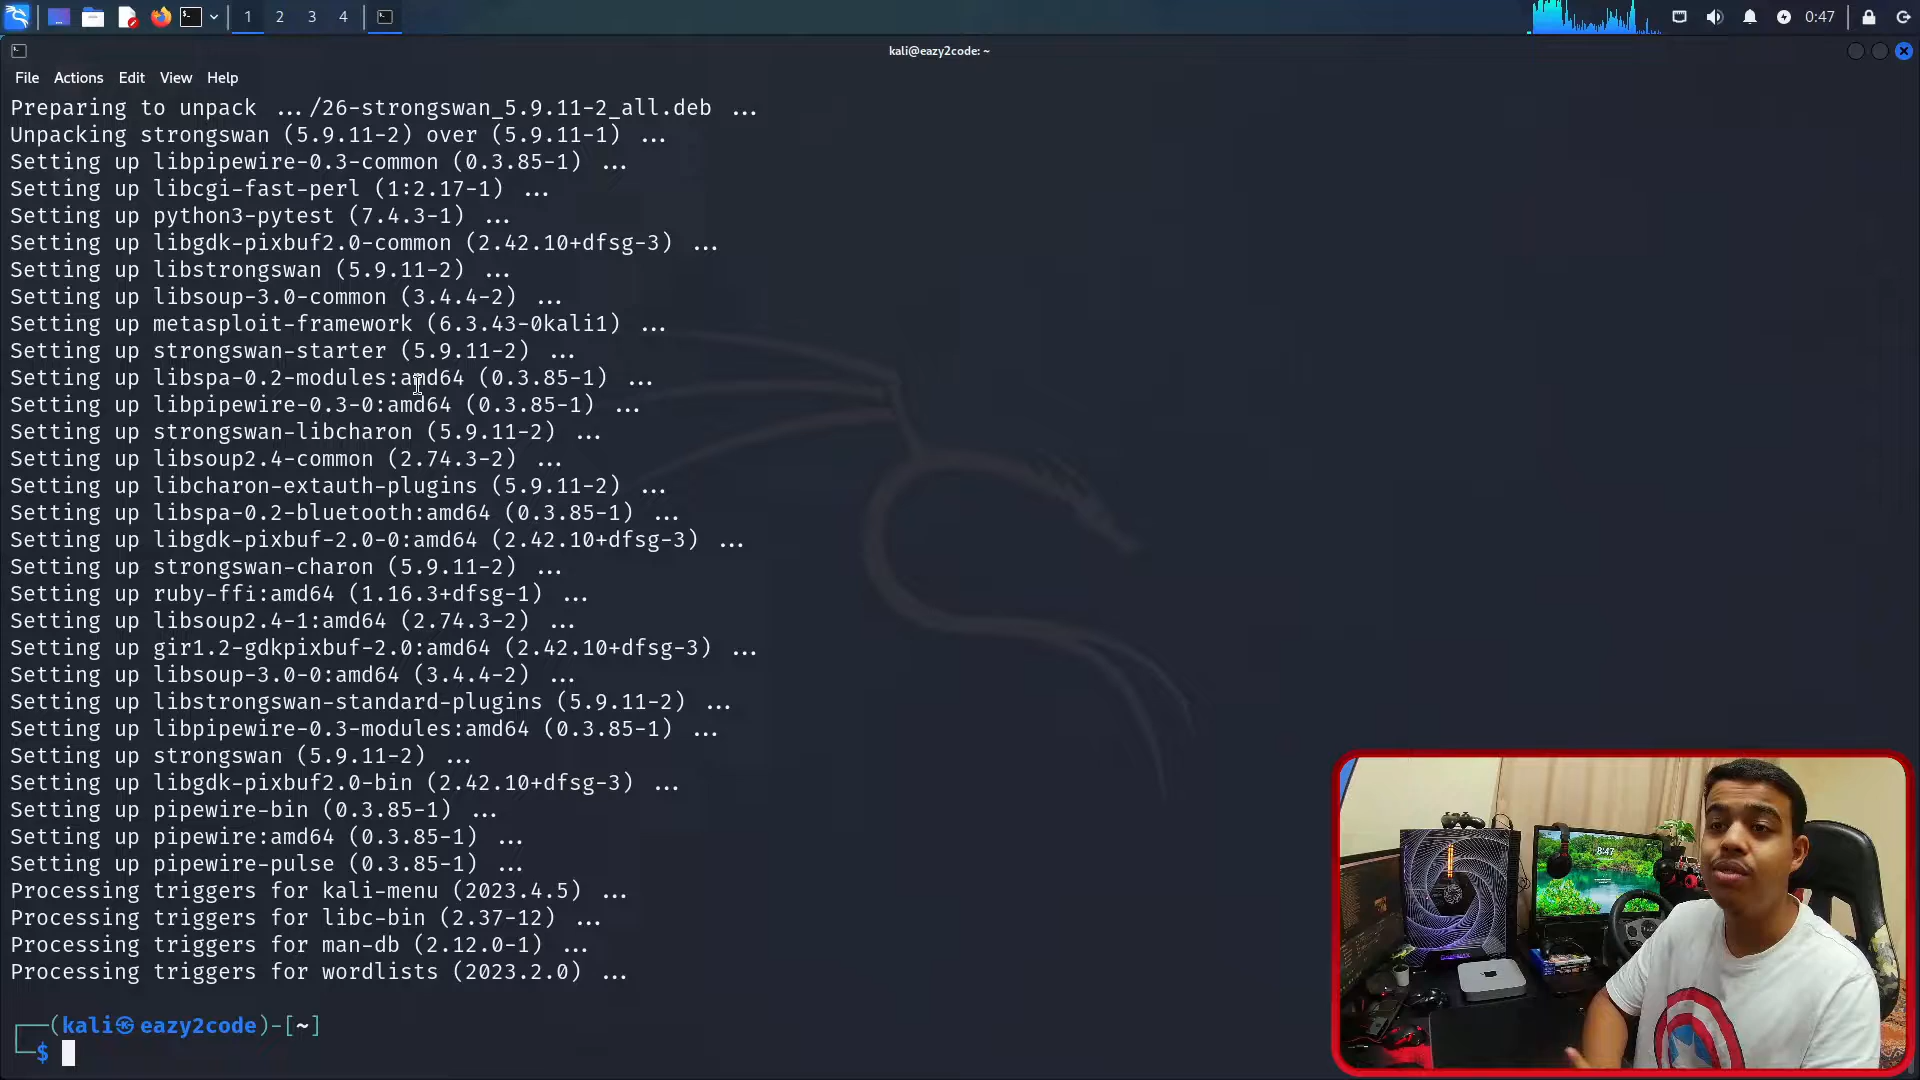 1 2 3 4
0:47
kali@eazy2code: ~
File Actions Edit View Help
Preparing to unpack .../26-strongswan_5.9.11-2_all.deb ...
Unpacking strongswan (5.9.11-2) over (5.9.11-1) ...
Setting up libpipewire-0.3-common (0.3.85-1) ...
Setting up libcgi-fast-perl (1:2.17-1) ...
Setting up python3-pytest (7.4.3-1) ...
Setting up libgdk-pixbuf2.0-common (2.42.10+dfsg-3) ...
Setting up libstrongswan (5.9.11-2) ...
Setting up libsoup-3.0-common (3.4.4-2) ...
Setting up metasploit-framework (6.3.43-0kali1) ...
Setting up strongswan-starter (5.9.11-2) ...
Setting up libspa-0.2-modules:amd64 (0.3.85-1) ...
Setting up libpipewire-0.3-0:amd64 (0.3.85-1) ...
Setting up strongswan-libcharon (5.9.11-2) ...
Setting up libsoup2.4-common (2.74.3-2) ...
Setting up libcharon-extauth-plugins (5.9.11-2) ...
Setting up libspa-0.2-bluetooth:amd64 (0.3.85-1) ...
Setting up libgdk-pixbuf-2.0-0:amd64 (2.42.10+dfsg-3) ...
Setting up strongswan-charon (5.9.11-2) ...
Setting up ruby-ffi:amd64 (1.16.3+dfsg-1) ...
Setting up libsoup2.4-1:amd64 (2.74.3-2) ...
Setting up gir1.2-gdkpixbuf-2.0:amd64 (2.42.10+dfsg-3) ...
Setting up libsoup-3.0-0:amd64 (3.4.4-2) ...
Setting up libstrongswan-standard-plugins (5.9.11-2) ...
Setting up libpipewire-0.3-modules:amd64 (0.3.85-1) ...
Setting up strongswan (5.9.11-2) ...
Setting up libgdk-pixbuf2.0-bin (2.42.10+dfsg-3) ...
Setting up pipewire-bin (0.3.85-1) ...
Setting up pipewire:amd64 (0.3.85-1) ...
Setting up pipewire-pulse (0.3.85-1) ...
Processing triggers for kali-menu (2023.4.5) ...
Processing triggers for libc-bin (2.37-12) ...
Processing triggers for man-db (2.12.0-1) ...
Processing triggers for wordlists (2023.2.0) ...
┌──(kali㉿eazy2code)-[~]
└─$
8:47